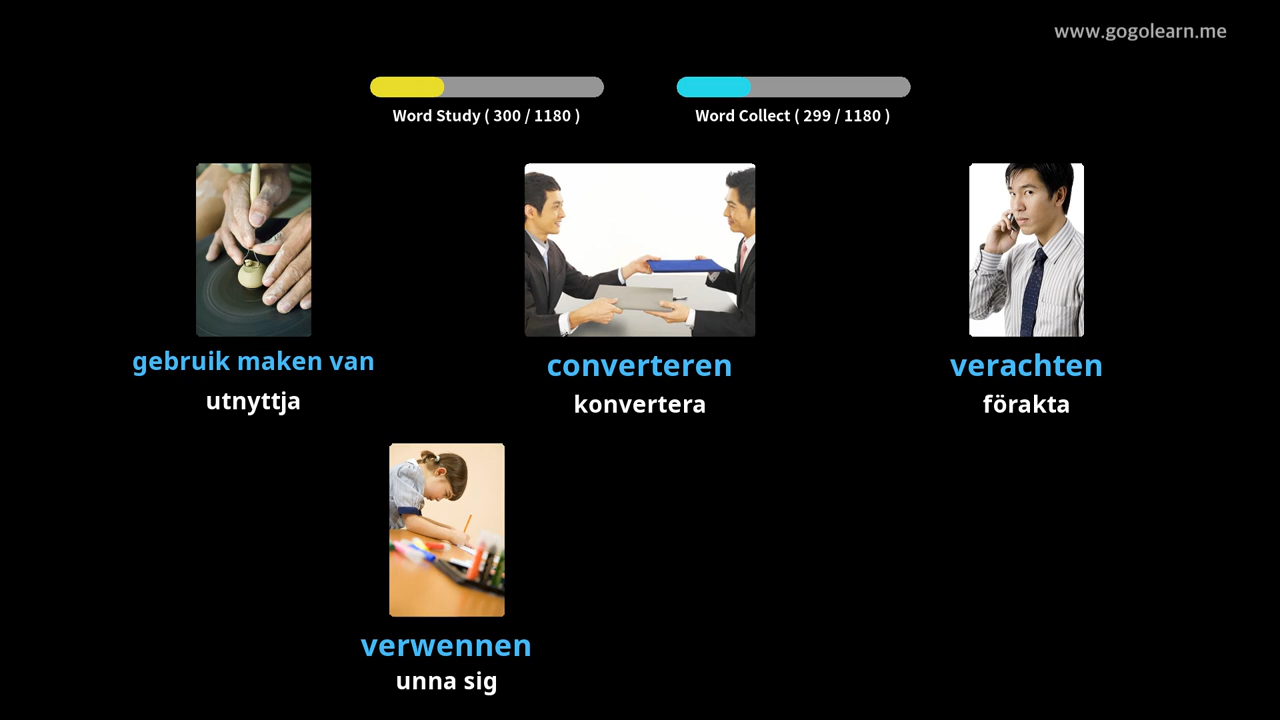 www.gogolearn.me
Word Study ( 300 / 1180 )
Word Collect ( 299 / 1180 )
gebruik maken van
converteren
verachten
utnyttja
konvertera
förakta
verwennen
unna sig